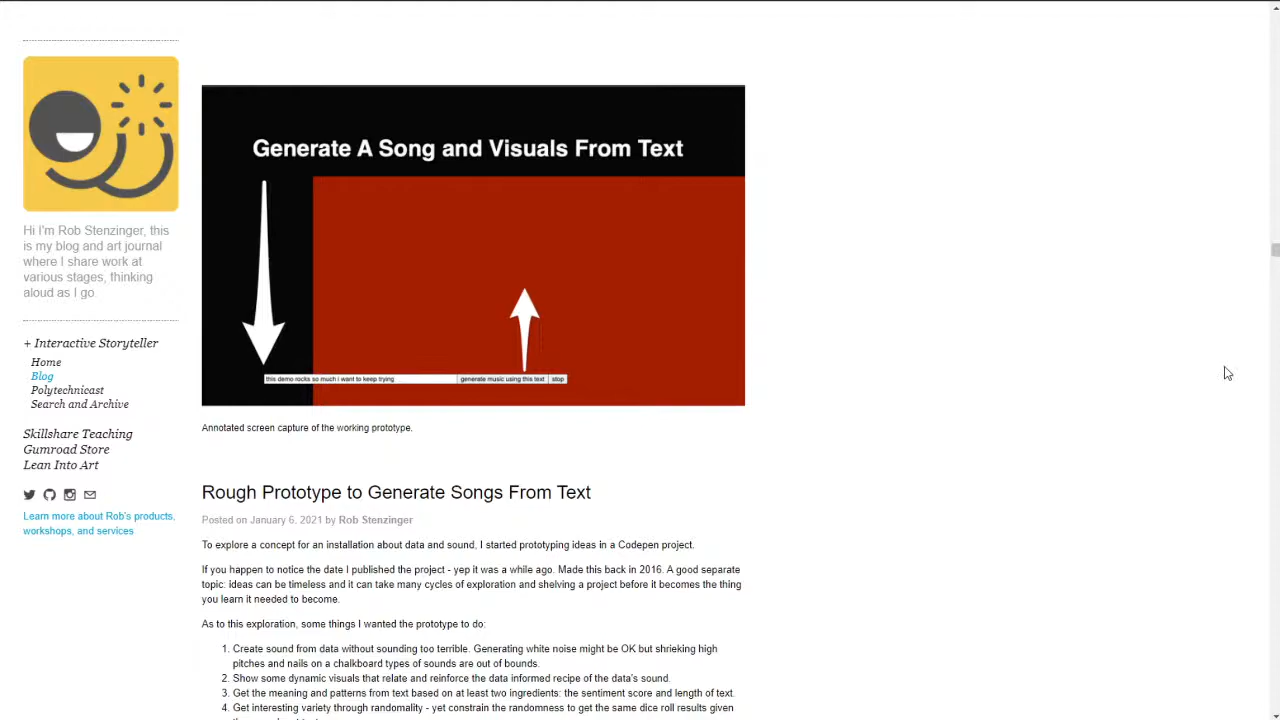 Hi I'm Rob Stenzinger, this
is my blog and art journal
where I share work at
various stages, thinking
aloud as I go
+ Interactive Storyteller
Home
Blog
Polytechnicast
Search and Archive
Skillshare Teaching
Gumroad Store
Lean Into Art
Learn more about Rob's products,
workshops, and services
Generate A Song and Visuals From Text
this demo rocks so much i want to keep trying
generate music using this text
stop
Annotated screen capture of the working prototype.
Rough Prototype to Generate Songs From Text
Posted on January 6, 2021 by Rob Stenzinger
To explore a concept for an installation about data and sound, I started prototyping ideas in a Codepen project.
If you happen to notice the date I published the project - yep it was a while ago. Made this back in 2016. A good separate
topic: ideas can be timeless and it can take many cycles of exploration and shelving a project before it becomes the thing
you learn it needed to become.
As to this exploration, some things I wanted the prototype to do:
1. Create sound from data without sounding too terrible. Generating white noise might be OK but shrieking high
pitches and nails on a chalkboard types of sounds are out of bounds.
2. Show some dynamic visuals that relate and reinforce the data informed recipe of the data's sound.
3. Get the meaning and patterns from text based on at least two ingredients: the sentiment score and length of text.
4. Get interesting variety through randomality - yet constrain the randomness to get the same dice roll results given